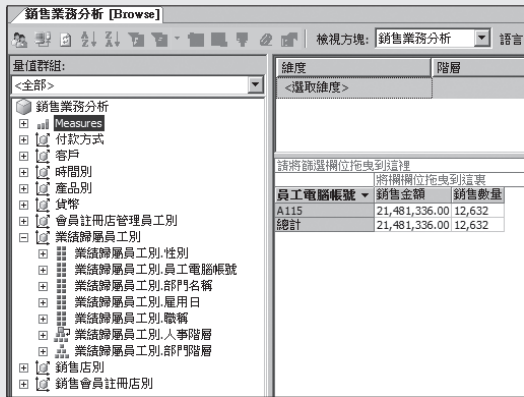 銷售業務分析 [Browse]
檢視方塊: 銷售業務分析 語言
量值群組:
<全部>
銷售業務分析
Measures
付款方式
客戶
時間別
產品別
貨幣
會員註冊店管理員工別
業績歸屬員工別
業績歸屬員工別.性別
業績歸屬員工別.員工電腦帳號
業績歸屬員工別.部門名稱
業績歸屬員工別.雇用日
業績歸屬員工別.職稱
業績歸屬員工別.人事階層
業績歸屬員工別.部門階層
銷售店別
銷售會員註冊店別
維度 階層
<選取維度>
請將篩選欄位拖曳到這裡
將欄欄位拖曳到這裏
員工電腦帳號 銷售金額 銷售數量
A115 21,481,336.00 12,632
總計 21,481,336.00 12,632